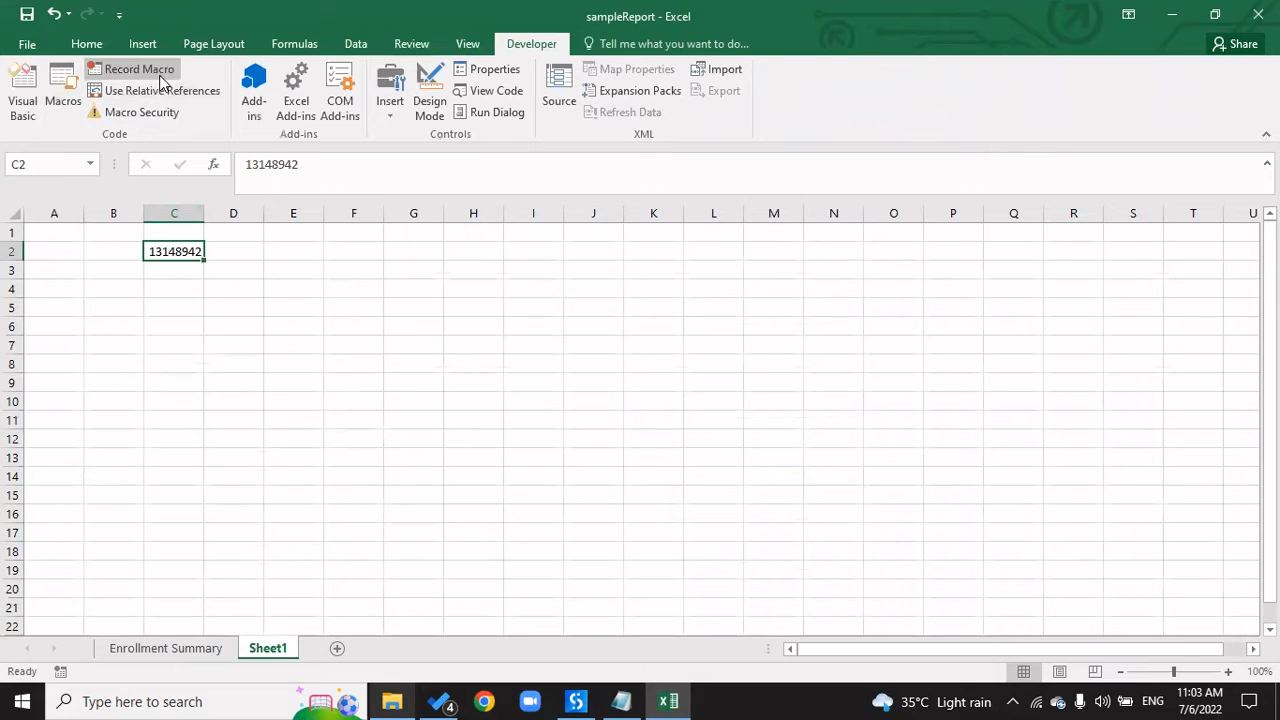 sampleReport - Excel
File Home Insert Page Layout Formulas Data Review View Developer Tell me what you want to do... Share
Visual Basic
Macros
Record Macro
Use Relative References
Macro Security
Code
Add-ins
Excel Add-ins
COM Add-ins
Add-ins
Insert
Design Mode
Properties
View Code
Run Dialog
Controls
Source
Map Properties
Expansion Packs
Refresh Data
Import
Export
XML
C2 fx 13148942
A B C D E F G H I J K L M N O P Q R S T U
1
2 13148942
3
4
5
6
7
8
9
10
11
12
13
14
15
16
17
18
19
20
21
22
Enrollment Summary Sheet1
Ready 100%
Type here to search 4 35°C Light rain ENG 11:03 AM
7/6/2022